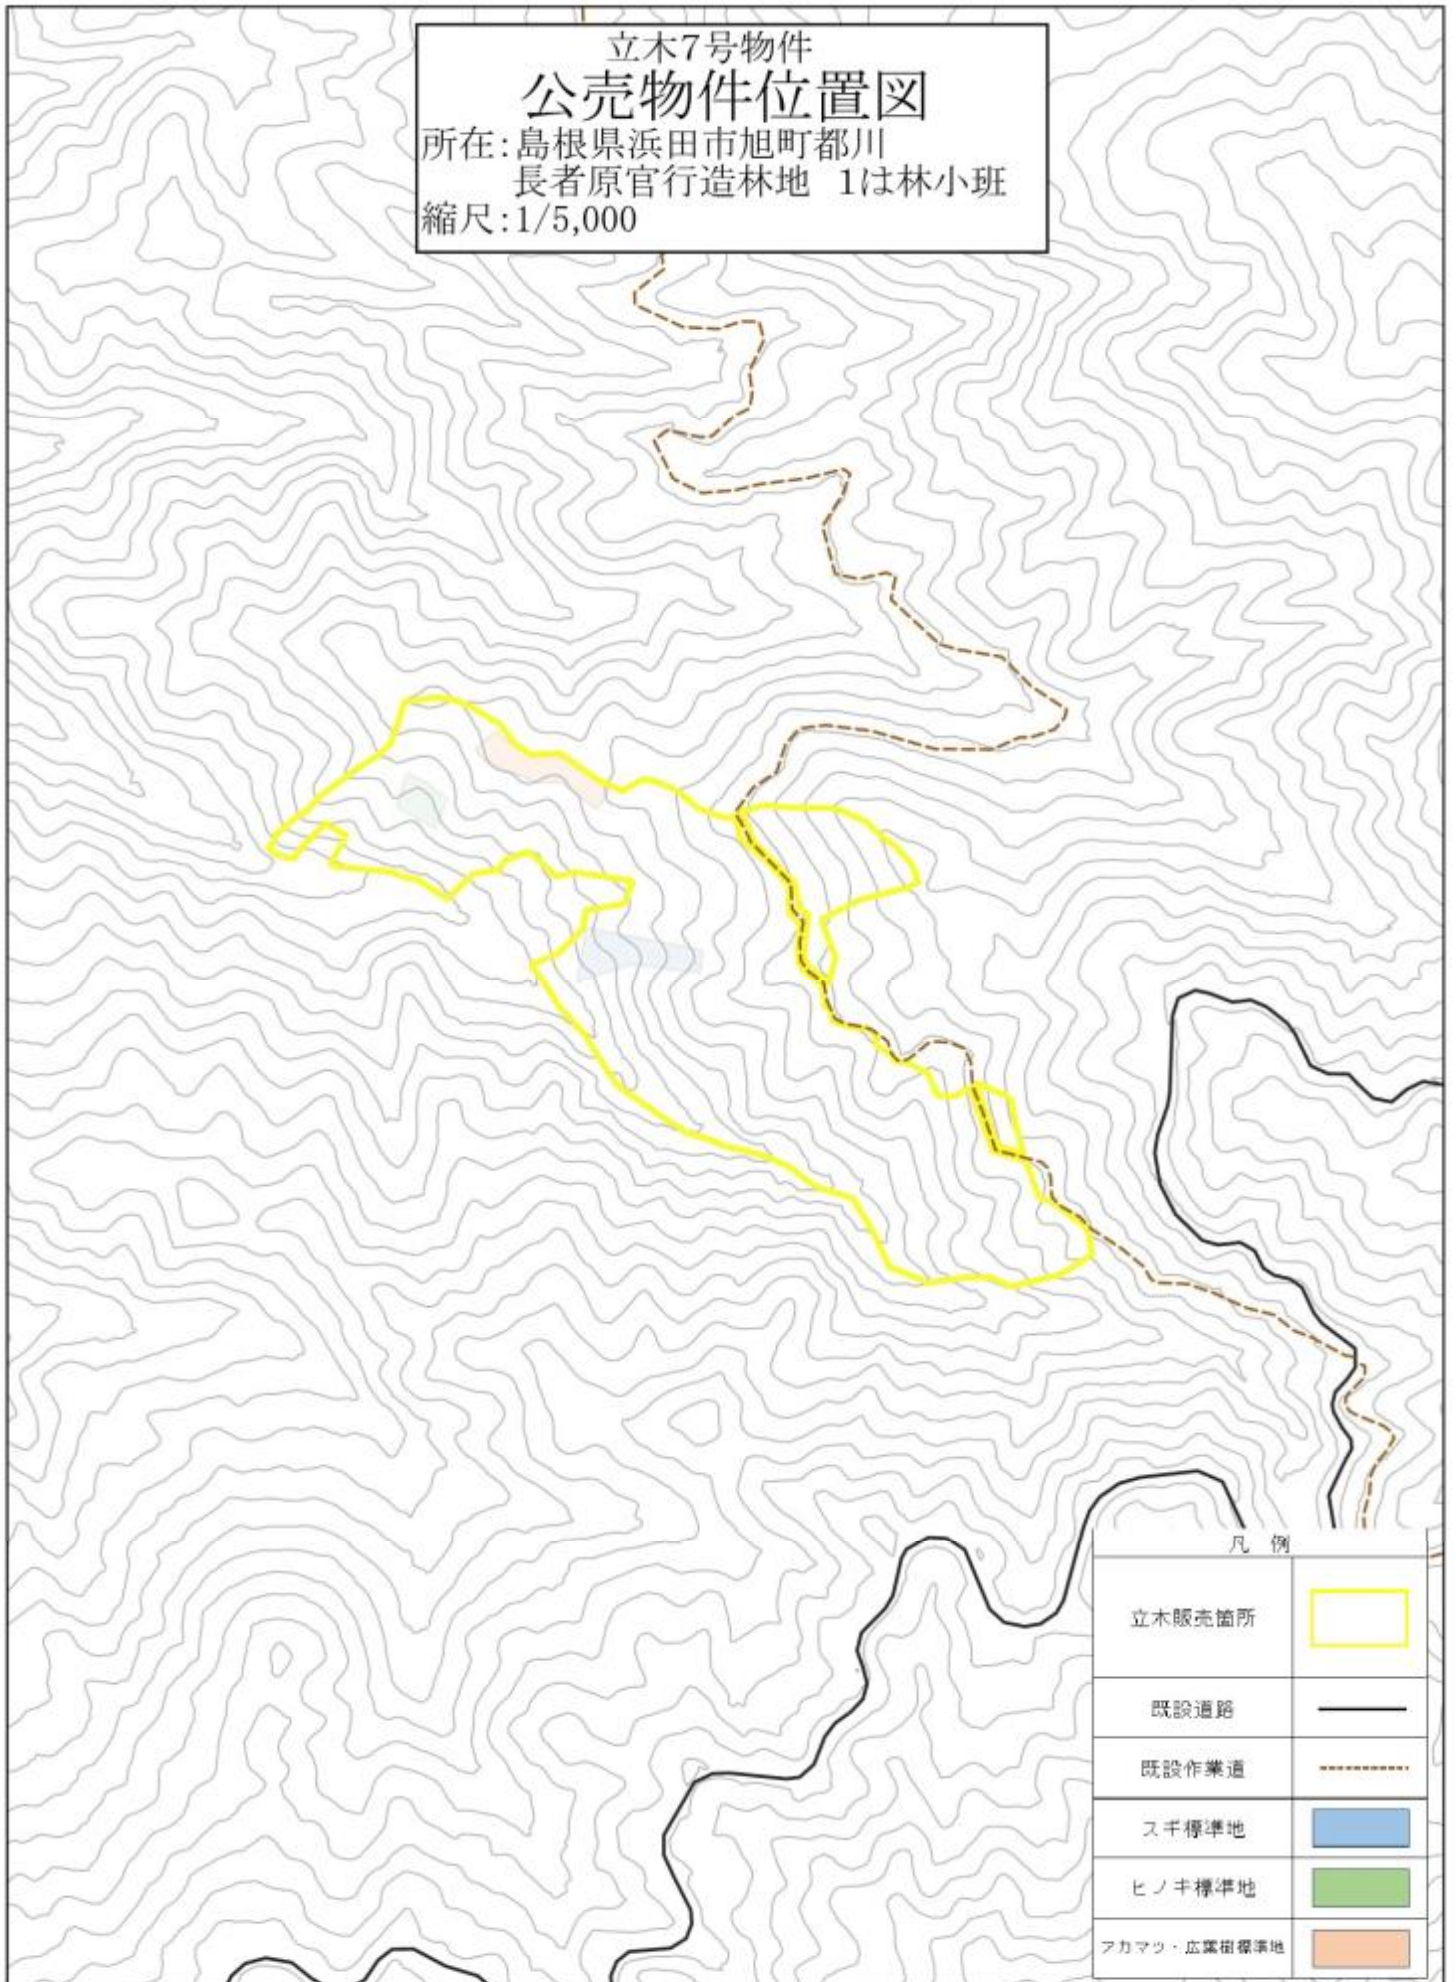 立木7号物件
公売物件位置図
所在:島根県浜田市旭町都川
長者原官行造林地 1は林小班
縮尺:1/5,000
凡 例
立木販売箇所
既設道路
既設作業道
スギ標準地
ヒノキ標準地
アカマツ・広葉樹標準地